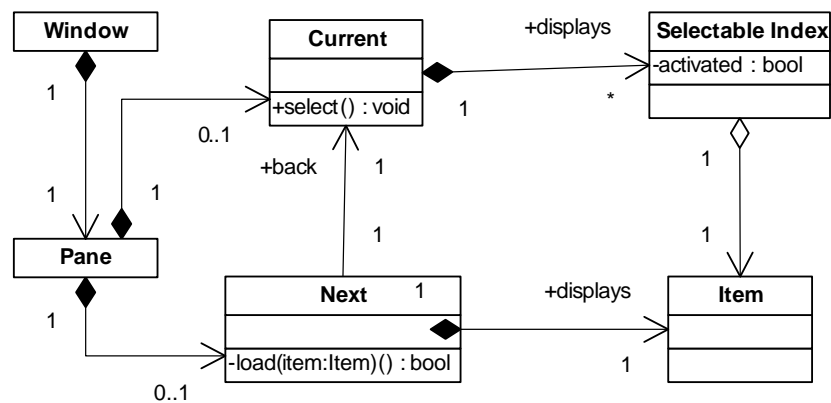 Window
Current
Selectable Index
+displays
-activated : bool
+select() : void
1
1
*
0..1
+back
1
1
1
1
1
1
1
Pane
Next
1
Item
+displays
1
-load(item:Item)() : bool
1
0..1